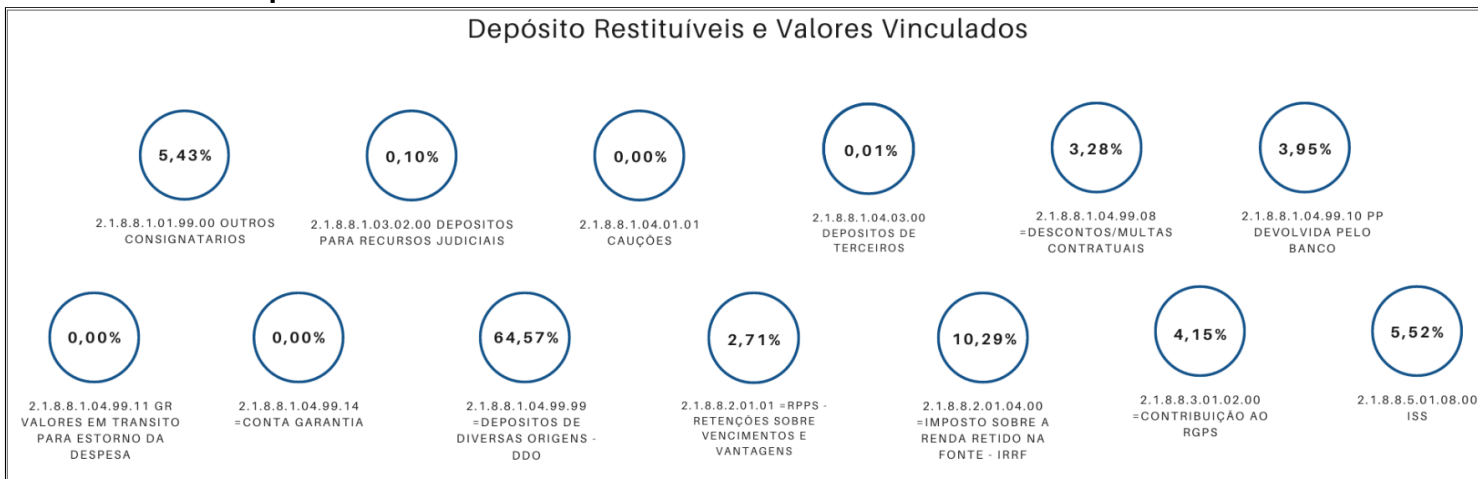 Depósito Restituíveis e Valores Vinculados
5,43%
2.1.8.8.1.01.99.00 OUTROS
CONSIGNATARIOS
0,10%
2.1.8.8.1.03.02.00 DEPOSITOS
PARA RECURSOS JUDICIAIS
0,00%
2.1.8.8.1.04.01.01
CAUÇÕES
0,01%
2.1.8.8.1.04.03.00
DEPOSITOS DE
TERCEIROS
3,28%
2.1.8.8.1.04.99.08
=DESCONTOS/MULTAS
CONTRATUAIS
3,95%
2.1.8.8.1.04.99.10 PP
DEVOLVIDA PELO
BANCO
0,00%
2.1.8.8.1.04.99.11 GR
VALORES EM TRANSITO
PARA ESTORNO DA
DESPESA
0,00%
2.1.8.8.1.04.99.14
=CONTA GARANTIA
64,57%
2.1.8.8.1.04.99.99
=DEPOSITOS DE
DIVERSAS ORIGENS -
DDO
2,71%
2.1.8.8.2.01.01 =RPPS -
RETENÇÕES SOBRE
VENCIMENTOS E
VANTAGENS
10,29%
2.1.8.8.2.01.04.00
=IMPOSTO SOBRE A
RENDA RETIDO NA
FONTE - IRRF
4,15%
2.1.8.8.3.01.02.00
=CONTRIBUIÇÃO AO
RGPS
5,52%
2.1.8.8.5.01.08.00
ISS